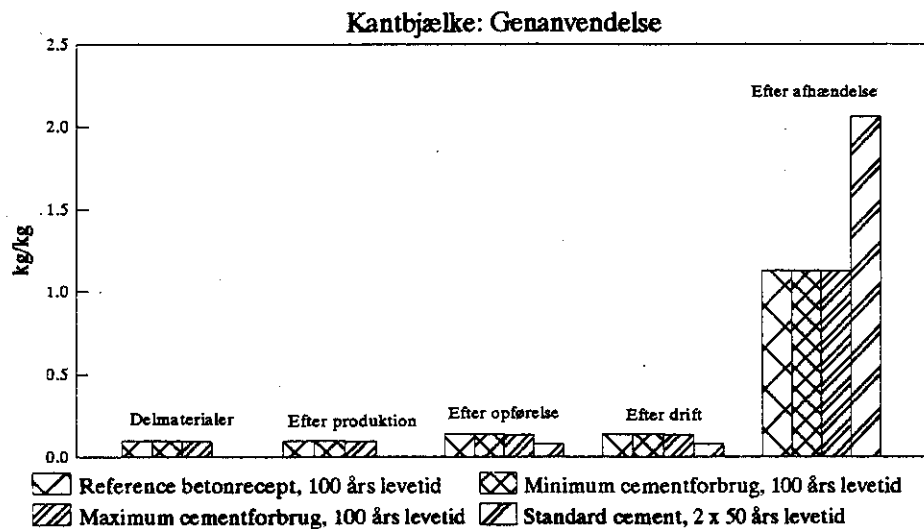 Kantbjælke: Genanvendelse
2.5
Efter afhændelse
2.0
1.5
kg/kg
1.0
0.5
Delmaterialer
Efter produktion
Efter opførelse
Efter drift
0.0
Reference betonrecept, 100 års levetid
Minimum cementforbrug, 100 års levetid
Maximum cementforbrug, 100 års levetid
Standard cement, 2 x 50 års levetid